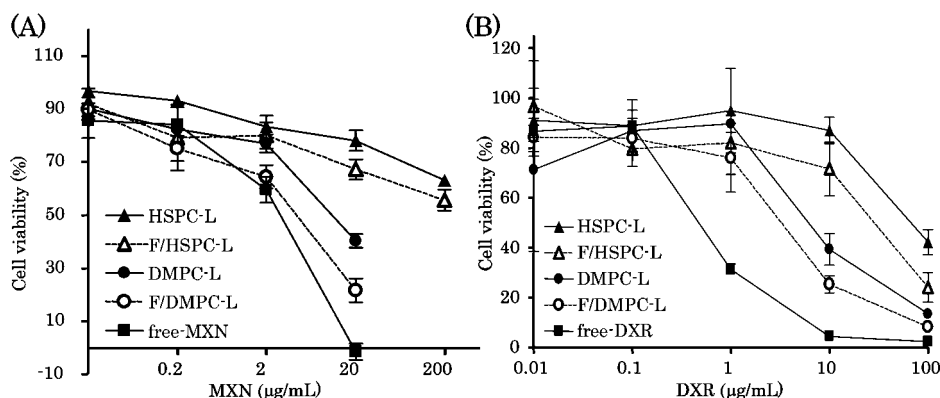 (A)
Cell viability (%)
110
90
70
50
30
10
-10
HSPC-L
F/HSPC-L
DMPC-L
F/DMPC-L
free-MXN
0.2
2
20
200
MXN (μg/mL)
(B)
Cell viability (%)
120
100
80
60
40
20
0
HSPC-L
F/HSPC-L
DMPC-L
F/DMPC-L
free-DXR
0.01
0.1
1
10
100
DXR (μg/mL)